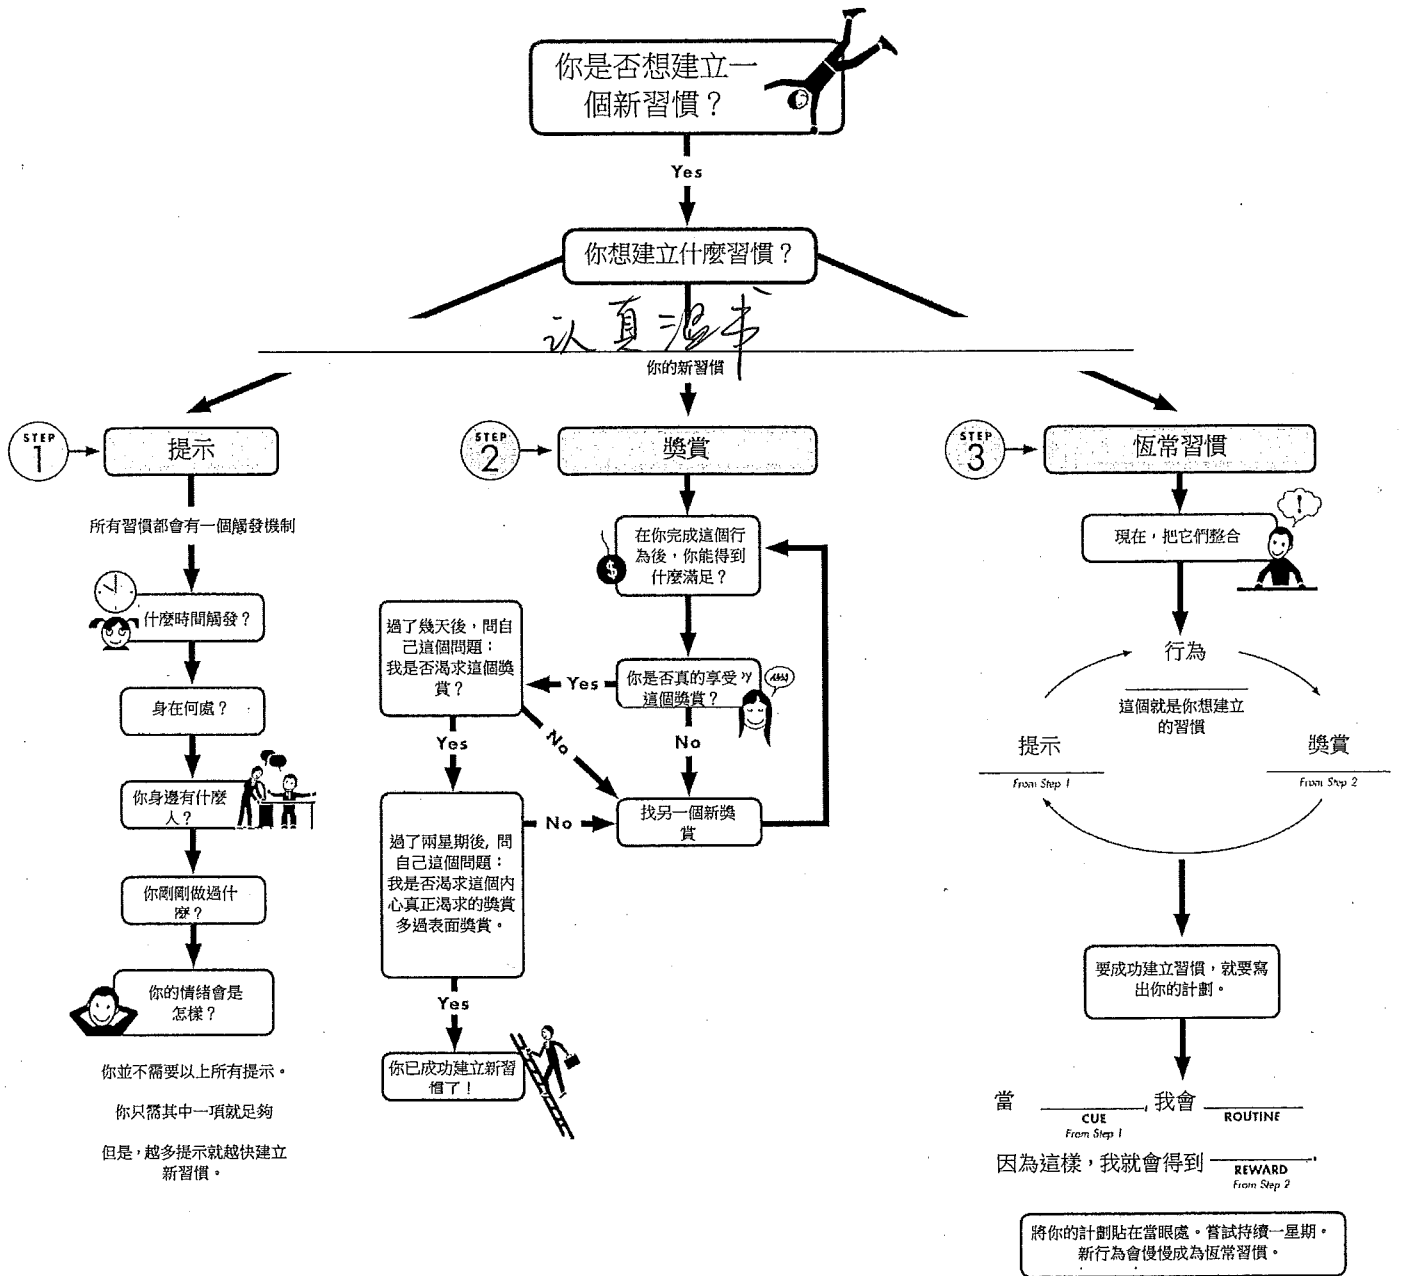 你是否想建立一
個新習慣？
Yes
你想建立什麼習慣？
认真温书
你的新習慣
STEP
1
提示
所有習慣都會有一個觸發機制
什麼時間觸發？
身在何處？
你身邊有什麼
人？
你剛剛做過什
麼？
你的情緒會是
怎樣？
你並不需要以上所有提示。
你只需其中一項就足夠
但是，越多提示就越快建立
新習慣。
STEP
2
獎賞
在你完成這個行
為後，你能得到
什麼滿足？
$
你是否真的享受
這個獎賞？
Yes
No
過了幾天後，問自
己這個問題：
我是否渴求這個獎
賞？
Yes
No
找另一個新獎
賞
過了兩星期後, 問
自己這個問題：
我是否渴求這個內
心真正渴求的獎賞
多過表面獎賞。
No
Yes
你已成功建立新習
慣了！
STEP
3
恆常習慣
!
現在，把它們整合
行為
這個就是你想建立
的習慣
提示
From Step 1
獎賞
From Step 2
要成功建立習慣，就要寫
出你的計劃。
當 ，我會
CUE ROUTINE
From Step 1
因為這樣，我就會得到
REWARD
From Step 2
將你的計劃貼在當眼處。嘗試持續一星期。
新行為會慢慢成為恆常習慣。